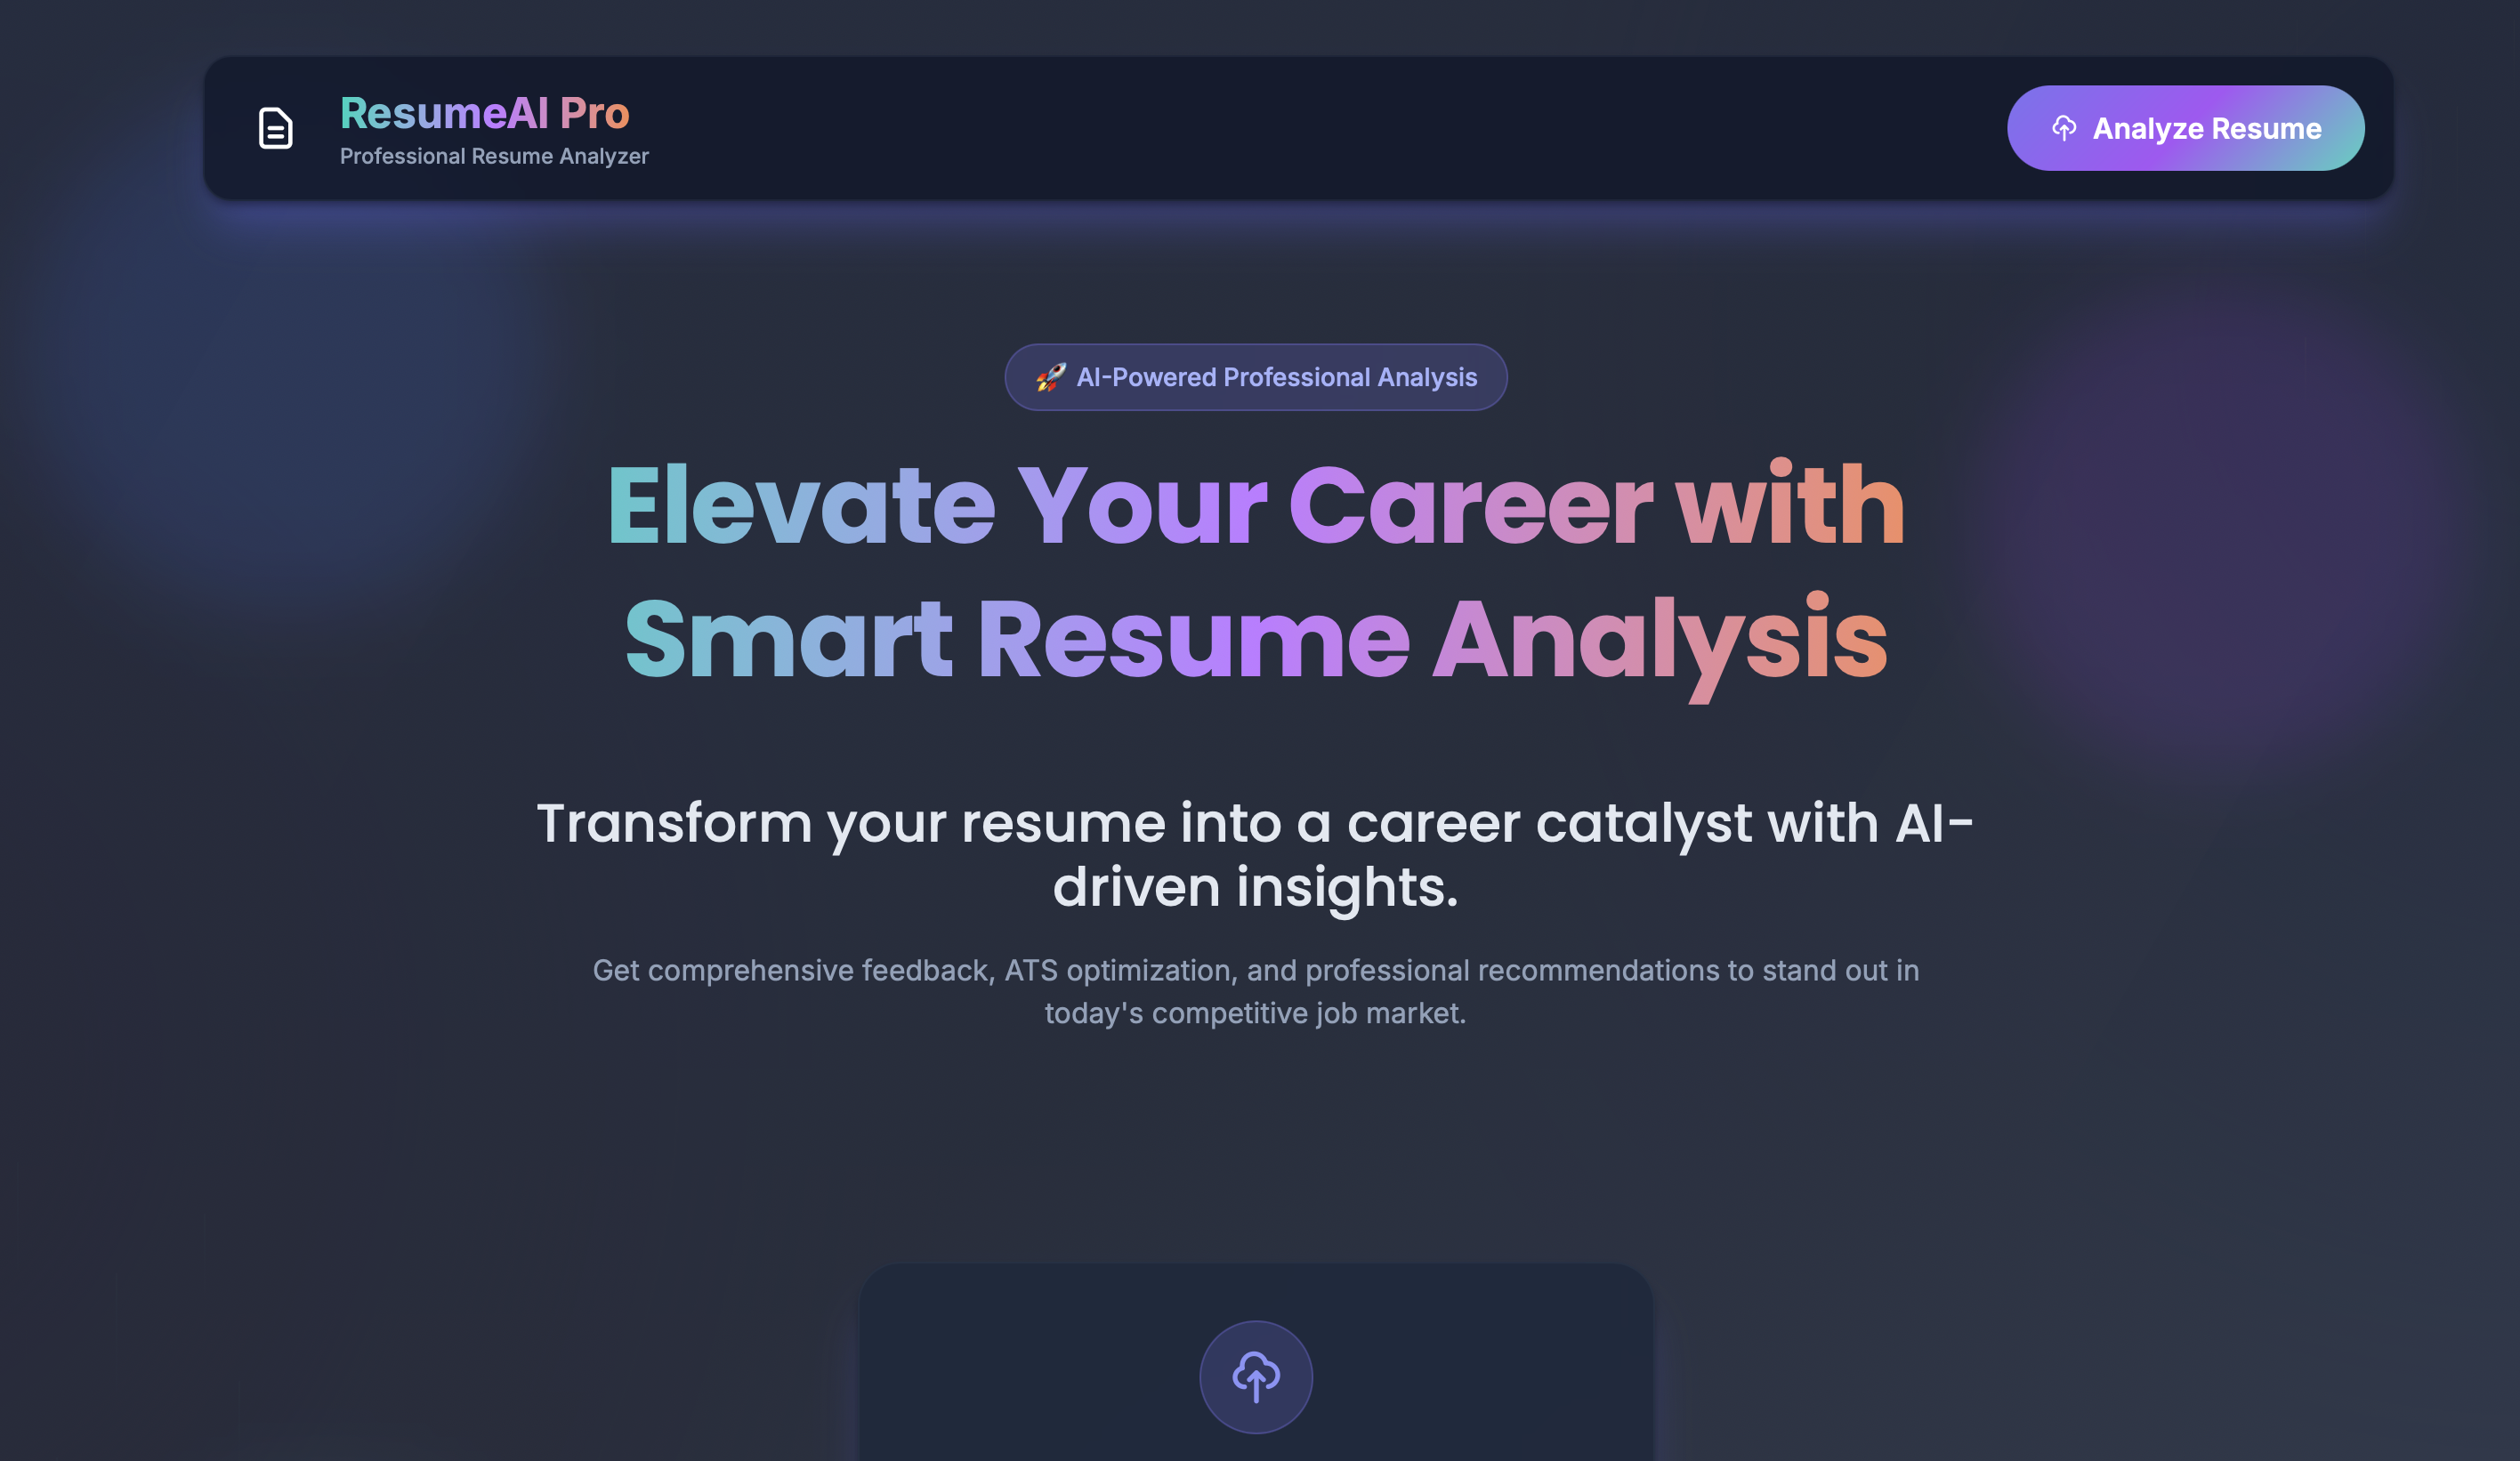 ResumeAI Pro
Professional Resume Analyzer
Analyze Resume
🚀 AI-Powered Professional Analysis
Elevate Your Career with
Smart Resume Analysis
Transform your resume into a career catalyst with AI-
driven insights.
Get comprehensive feedback, ATS optimization, and professional recommendations to stand out in
today's competitive job market.